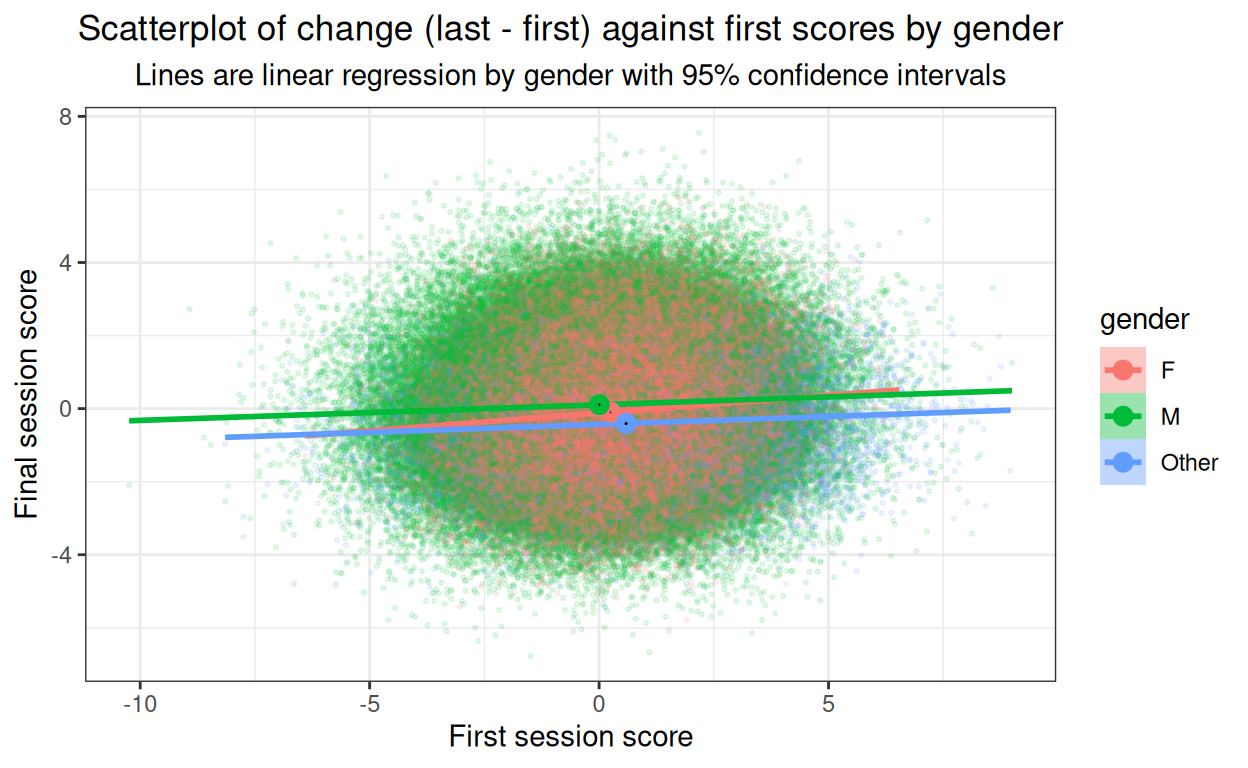 Scatterplot of change (last - first) against first scores by gender
Lines are linear regression by gender with 95% confidence intervals
Final session score
8
4
0
-4
-10
-5
0
5
First session score
gender
F
M
Other